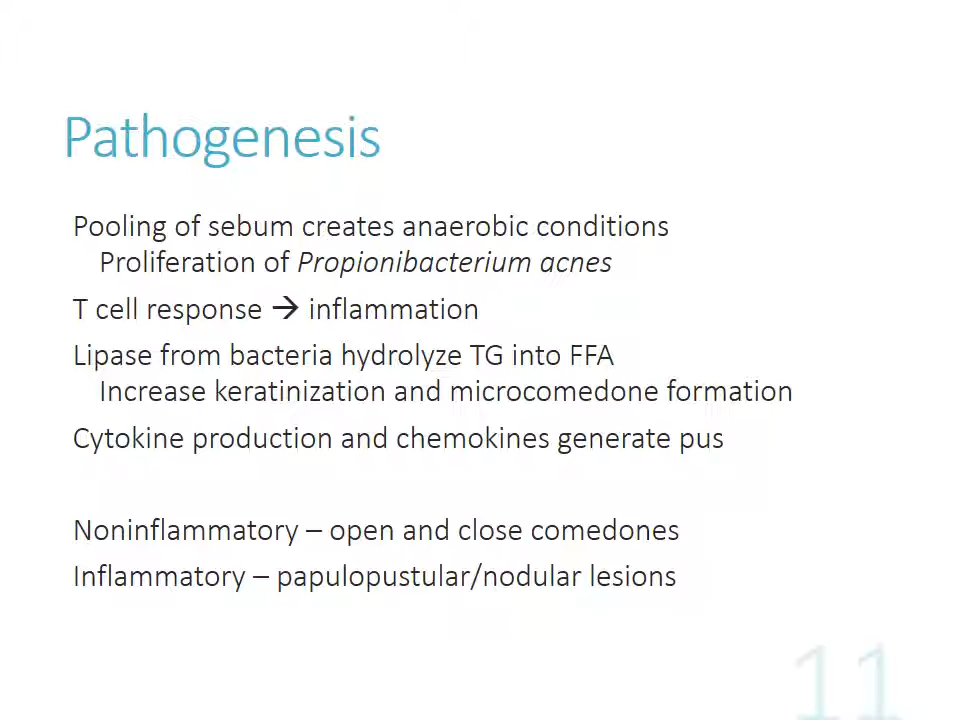 Pathogenesis
Pooling of sebum creates anaerobic conditions
Proliferation of Propionibacterium acnes
T cell response → inflammation
Lipase from bacteria hydrolyze TG into FFA
Increase keratinization and microcomedone formation
Cytokine production and chemokines generate pus
Noninflammatory – open and close comedones
Inflammatory – papulopustular/nodular lesions
11